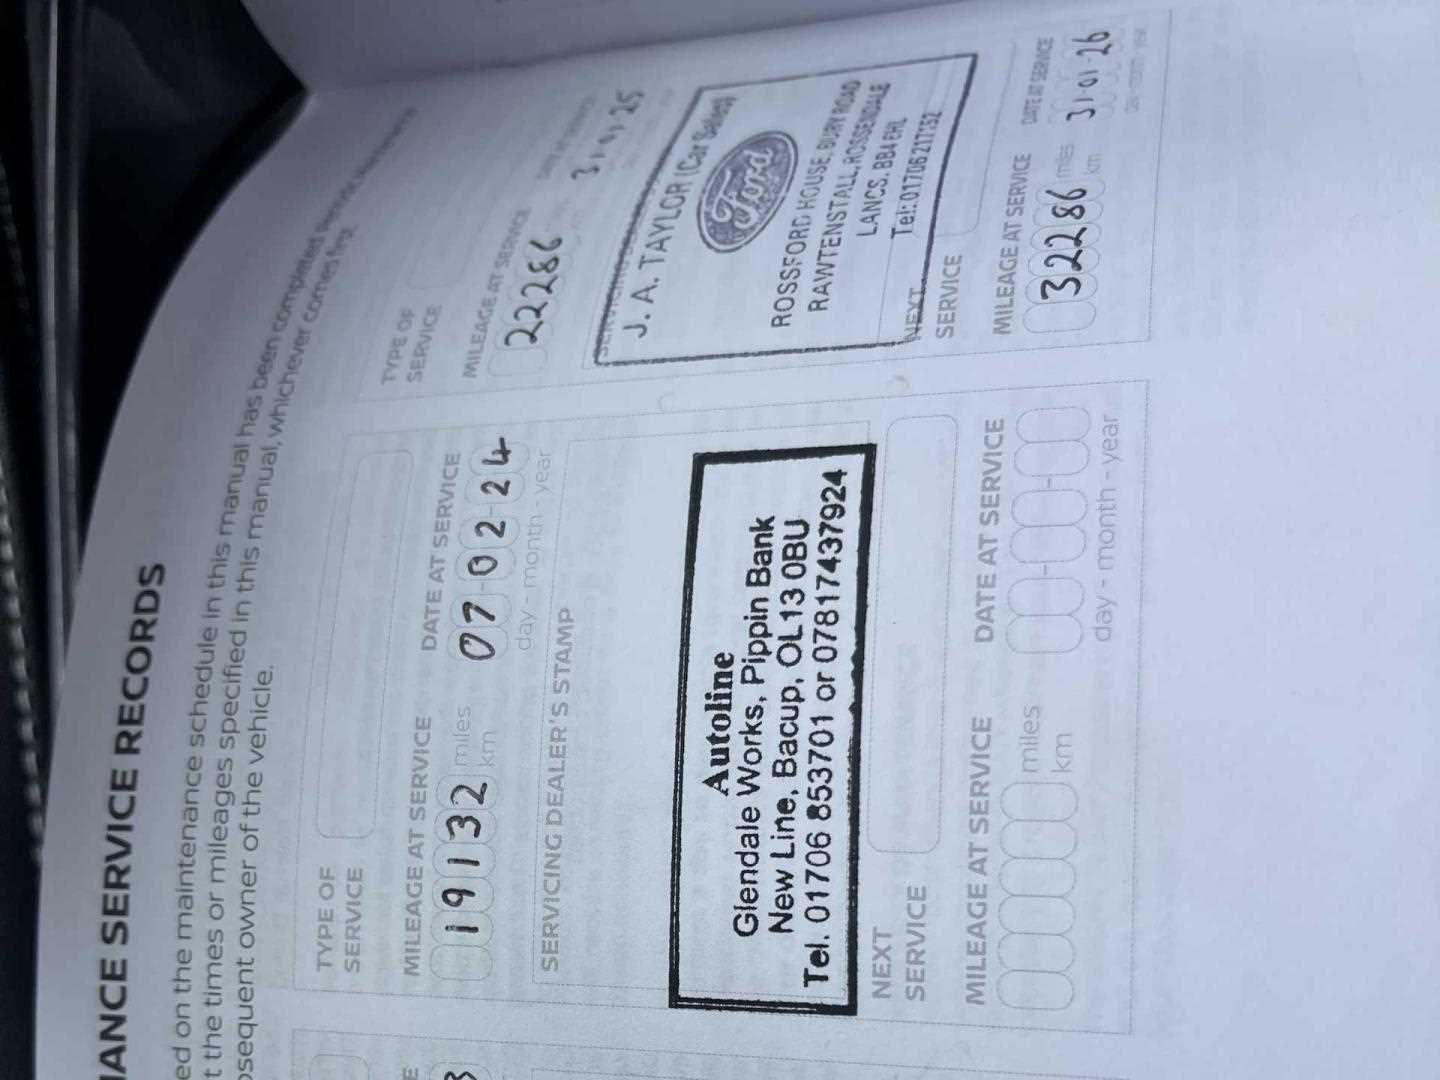 ANCE SERVICE RECORDS
ed on the maintenance schedule in this manual has been completed
t the times or mileages specified in this manual, whichever comes first.
sequent owner of the vehicle.
TYPE OF
SERVICE
MILEAGE AT SERVICE
DATE AT SERVICE
19132 miles
km
07-02-24
day - month - year
SERVICING DEALER'S STAMP
Autoline
Glendale Works, Pippin Bank
New Line, Bacup, OL13 0BU
Tel. 01706 853701 or 07817437924
NEXT
SERVICE
MILEAGE AT SERVICE
DATE AT SERVICE
miles
km
day - month - year
TYPE OF
SERVICE
MILEAGE AT SERVICE
22286
31.01.25
J. A. TAYLOR (Car Sales)
Ford
ROSSFORD HOUSE, BURY ROAD
RAWTENSTALL, ROSSENDALE
LANCS. BB4
Tel: 01706 217152
NEXT
SERVICE
MILEAGE AT SERVICE
DATE AT SERVICE
32286 miles
km
31-01-26